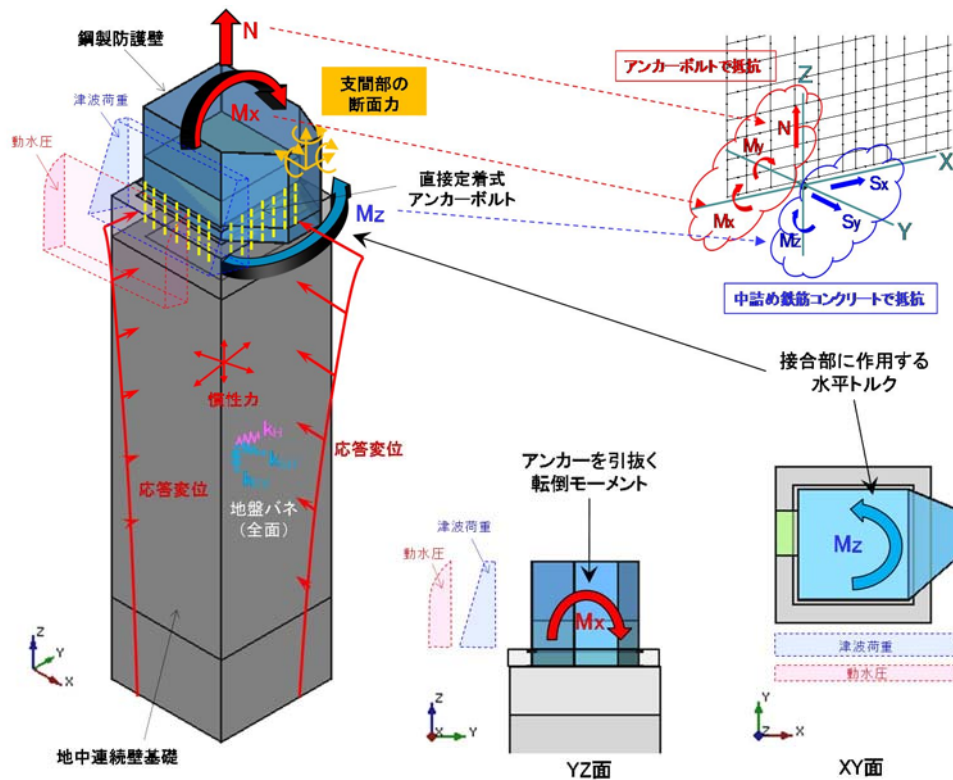 鋼製防護壁
N
支間部の
断面力
津波荷重
Mx
動水圧
直接定着式
アンカーボルト
Mz
アンカーボルトで抵抗
Z
N
My
X
Mx
Sx
Sy
Mz
Y
中詰め鉄筋コンクリートで抵抗
接合部に作用する
水平トルク
慣性力
kH
応答変位
応答変位
地盤バネ
(全面)
アンカーを引抜く
転倒モーメント
津波荷重
動水圧
Mx
Mz
津波荷重
動水圧
Z
Y
X
地中連続壁基礎
Z
X
Y
YZ面
Y
Z
X
XY面